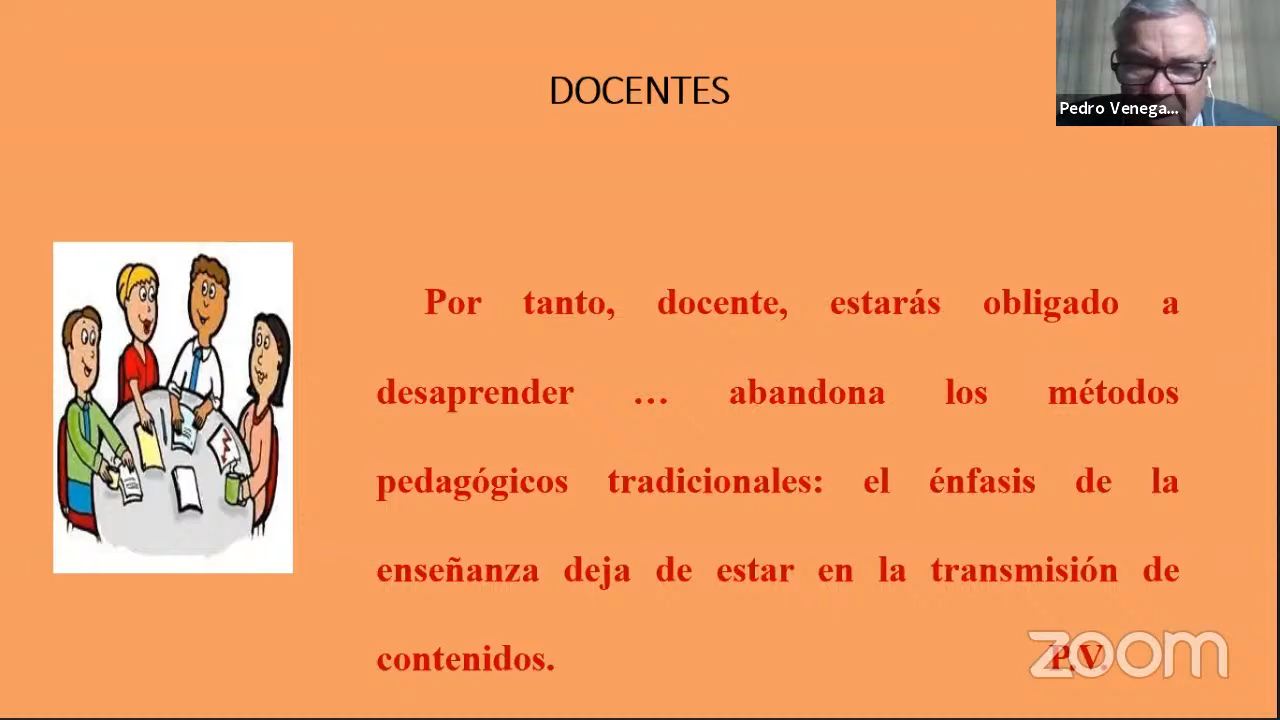 DOCENTES
Pedro Venega...
Por tanto, docente, estarás obligado a
desaprender … abandona los métodos
pedagógicos tradicionales: el énfasis de la
enseñanza deja de estar en la transmisión de
contenidos. P.V.
zoom